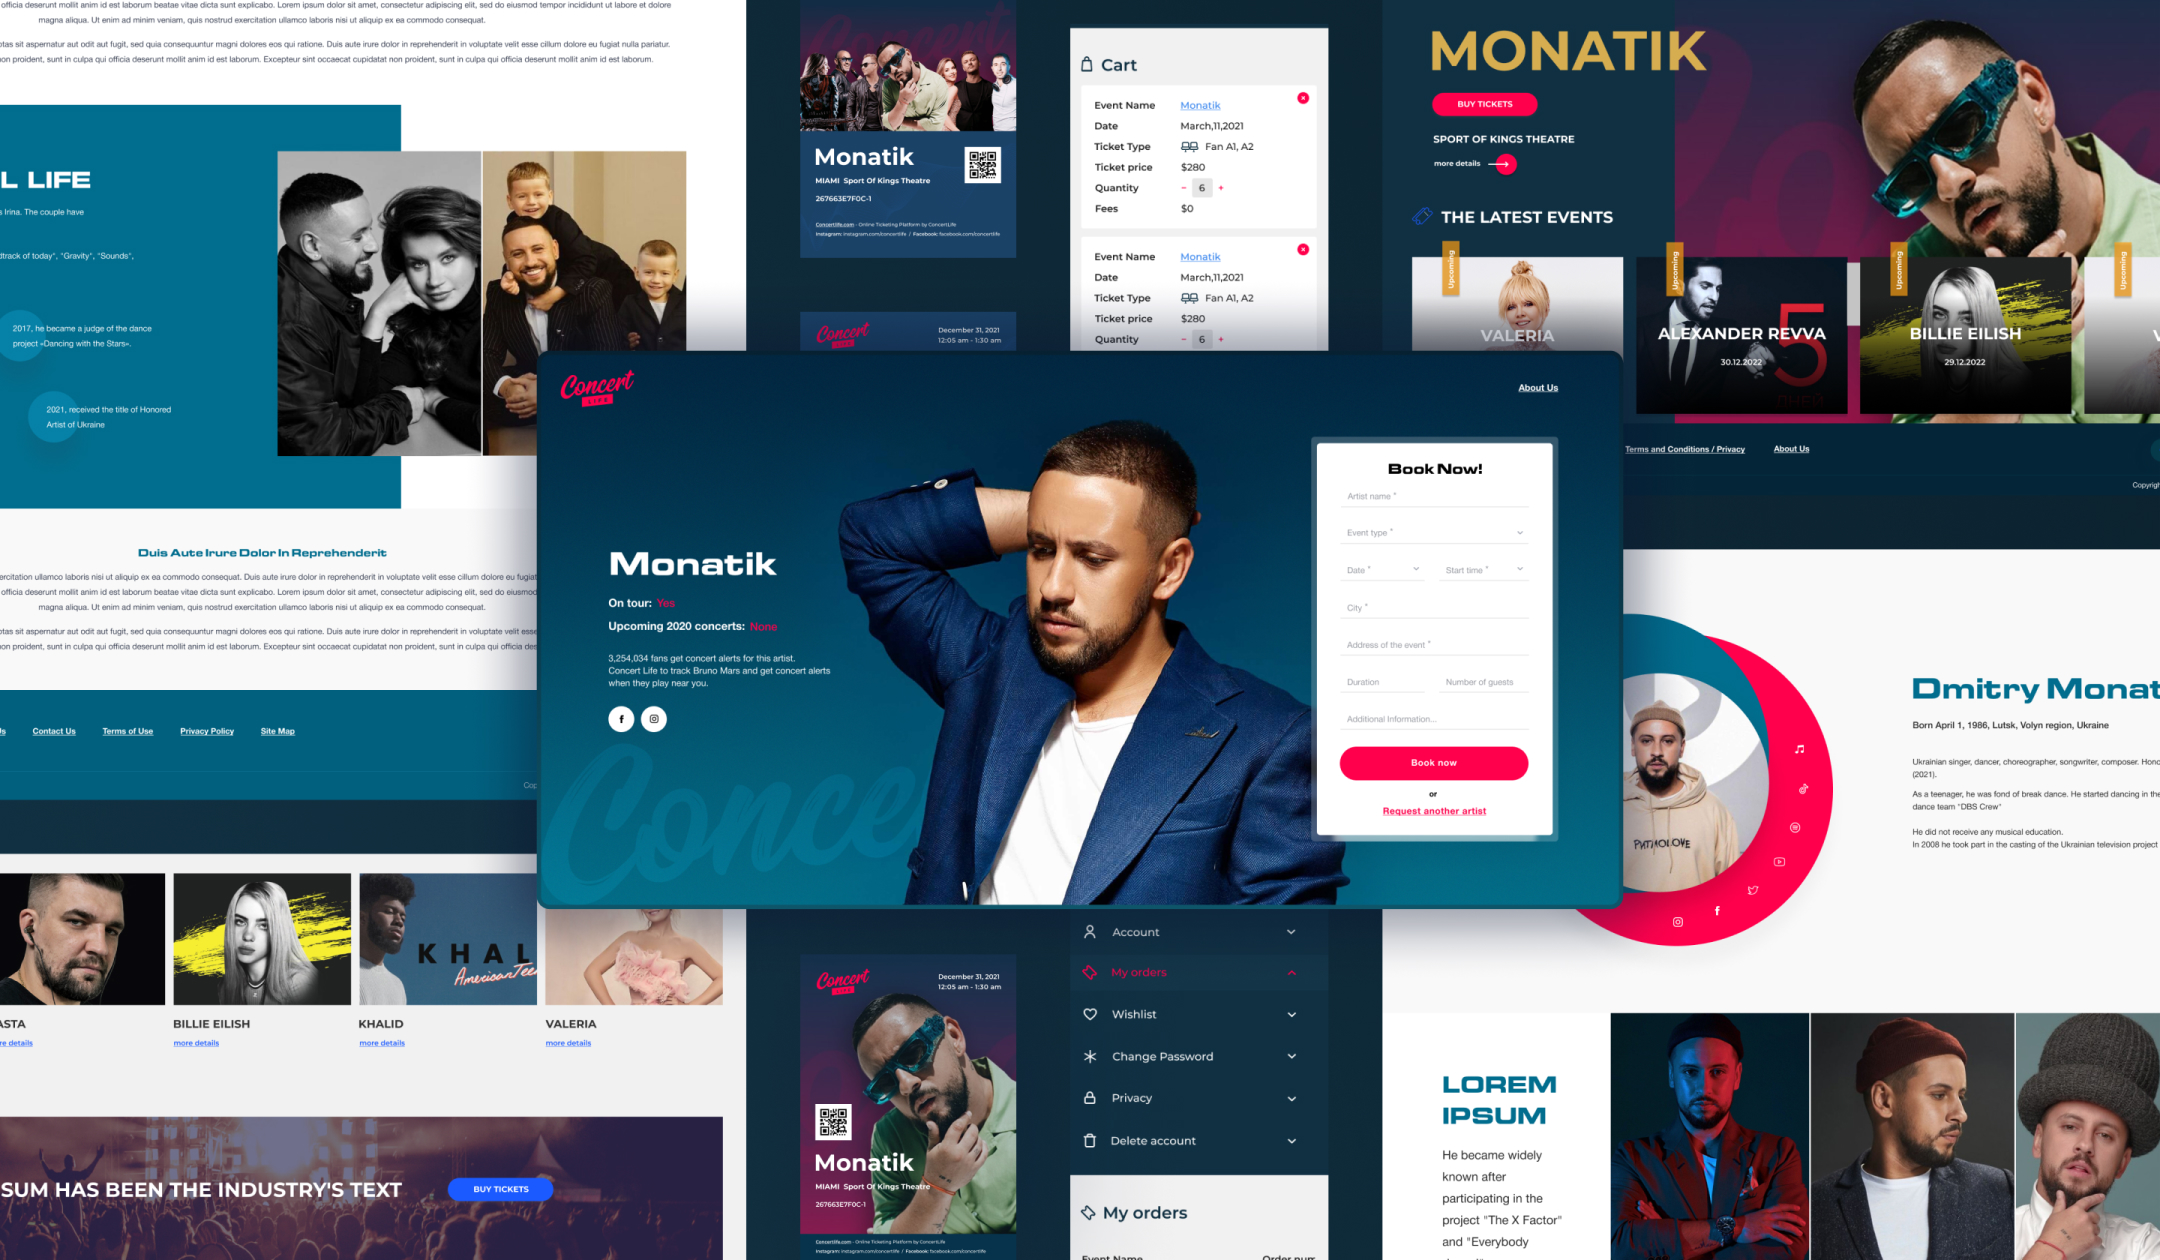 officia deserunt mollit anim id est laborum beatae vitae dicta sunt explicabo. Lorem ipsum dolor sit amet, consectetur adipiscing elit, sed do eiusmod tempor incididunt ut labore et dolore
magna aliqua. Ut enim ad minim veniam, quis nostrud exercitation ullamco laboris nisi ut aliquip ex ea commodo consequat.
tas sit aspernatur aut odit aut fugit, sed quia consequuntur magni dolores eos qui ratione. Duis aute irure dolor in reprehenderit in voluptate velit esse cillum dolore eu fugiat nulla pariatur.
on proident, sunt in culpa qui officia deserunt mollit anim id est laborum. Excepteur sint occaecat cupidatat non proident, sunt in culpa qui officia deserunt mollit anim id est laborum.
L LIFE
s Irina. The couple have
dtrack of today", "Gravity", "Sounds",
2017, he became a judge of the dance
project «Dancing with the Stars».
2021, received the title of Honored
Artist of Ukraine
Duis Aute Irure Dolor In Reprehenderit
ercitation ullamco laboris nisi ut aliquip ex ea commodo consequat. Duis aute irure dolor in reprehenderit in voluptate velit esse cillum dolore eu fugiat
officia deserunt mollit anim id est laborum beatae vitae dicta sunt explicabo. Lorem ipsum dolor sit amet, consectetur adipiscing elit, sed do eiusmod
magna aliqua. Ut enim ad minim veniam, quis nostrud exercitation ullamco laboris nisi ut aliquip ex ea commodo consequat.
tas sit aspernatur aut odit aut fugit, sed quia consequuntur magni dolores eos qui ratione. Duis aute irure dolor in reprehenderit in voluptate velit esse
on proident, sunt in culpa qui officia deserunt mollit anim id est laborum. Excepteur sint occaecat cupidatat non proident, sunt in culpa qui officia des
Js Contact Us Terms of Use Privacy Policy Site Map
Cop
KHAL
American Teen
ASTA
re details
BILLIE EILISH
more details
KHALID
more details
VALERIA
more details
SUM HAS BEEN THE INDUSTRY'S TEXT
BUY TICKETS
Monatik
MIAMI Sport Of Kings Theatre
267663E7F0C-1
Concertlife.com - Online Ticketing Platform by ConcertLife
Instagram: instagram.com/concertlife / Facebook: facebook.com/concertlife
Concert
LIFE
December 31, 2021
12:05 am - 1:30 am
Cart
Event Name Monatik
Date March,11,2021
Ticket Type Fan A1, A2
Ticket price $280
Quantity - 6 +
Fees $0
Event Name Monatik
Date March,11,2021
Ticket Type Fan A1, A2
Ticket price $280
Quantity - 6 +
MONATIK
BUY TICKETS
SPORT OF KINGS THEATRE
more details
THE LATEST EVENTS
Upcoming
VALERIA
Upcoming
ALEXANDER REVVA
30.12.2022
5
ДНЕЙ
Upcoming
BILLIE EILISH
29.12.2022
Upcoming
V
Terms and Conditions / Privacy About Us
Copyrigh
Concert
LIFE
About Us
Monatik
On tour: Yes
Upcoming 2020 concerts: None
3,254,034 fans get concert alerts for this artist.
Concert Life to track Bruno Mars and get concert alerts
when they play near you.
Conce
Book Now!
Artist name *
Event type *
Date * Start time *
City *
Address of the event *
Duration Number of guests
Additional Information...
Book now
or
Request another artist
Dmitry Monat
Born April 1, 1986, Lutsk, Volyn region, Ukraine
Ukrainian singer, dancer, choreographer, songwriter, composer. Hono
(2021).
As a teenager, he was fond of break dance. He started dancing in the
dance team "DBS Crew"
He did not receive any musical education.
In 2008 he took part in the casting of the Ukrainian television project
Concert
LIFE
December 31, 2021
12:05 am - 1:30 am
Monatik
MIAMI Sport Of Kings Theatre
267663E7F0C-1
Concertlife.com - Online Ticketing Platform by ConcertLife
Instagram: instagram.com/concertlife / Facebook: facebook.com/concertlife
Account
My orders
Wishlist
Change Password
Privacy
Delete account
My orders
Event Name Order num
LOREM
IPSUM
He became widely
known after
participating in the
project "The X Factor"
and "Everybody